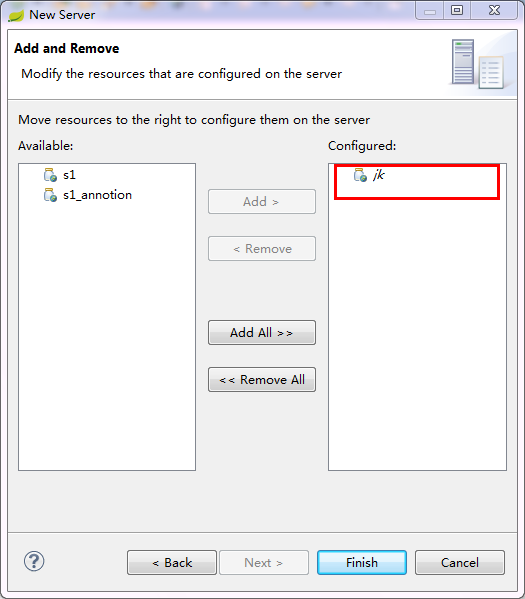 New Server
Add and Remove
Modify the resources that are configured on the server
Move resources to the right to configure them on the server
Available:
Configured:
s1
s1_annotion
jk
Add >
< Remove
Add All >>
<< Remove All
?
< Back
Next >
Finish
Cancel